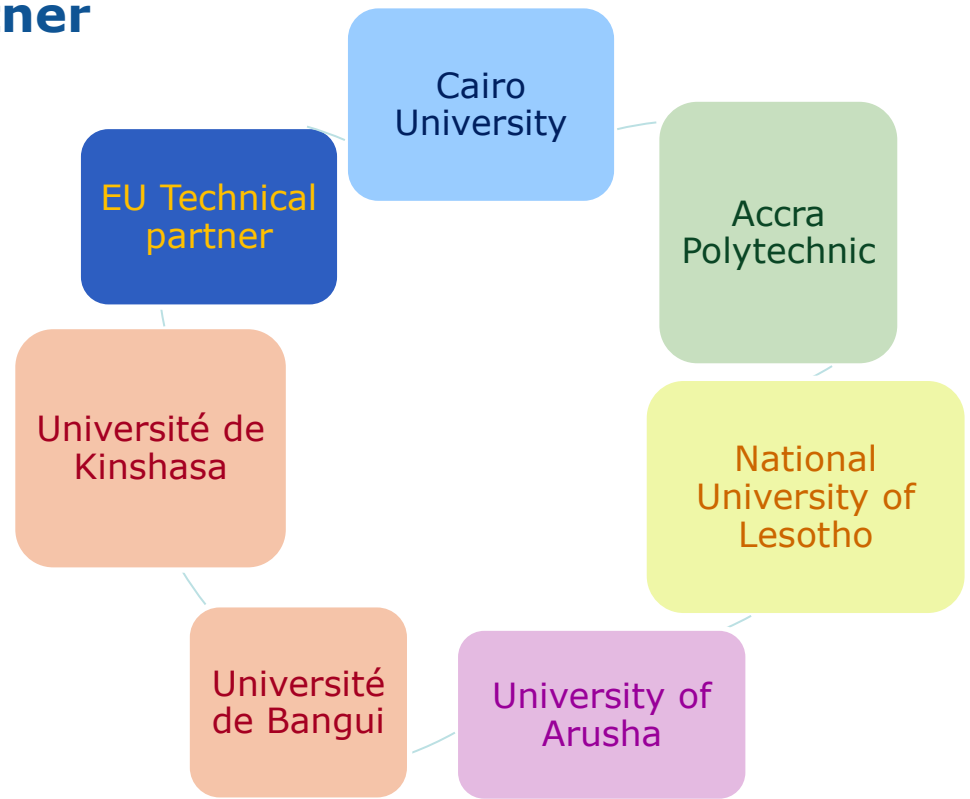 ner
Cairo
University
Accra
Polytechnic
National
University of
Lesotho
University of
Arusha
Université
de Bangui
Université de
Kinshasa
EU Technical
partner